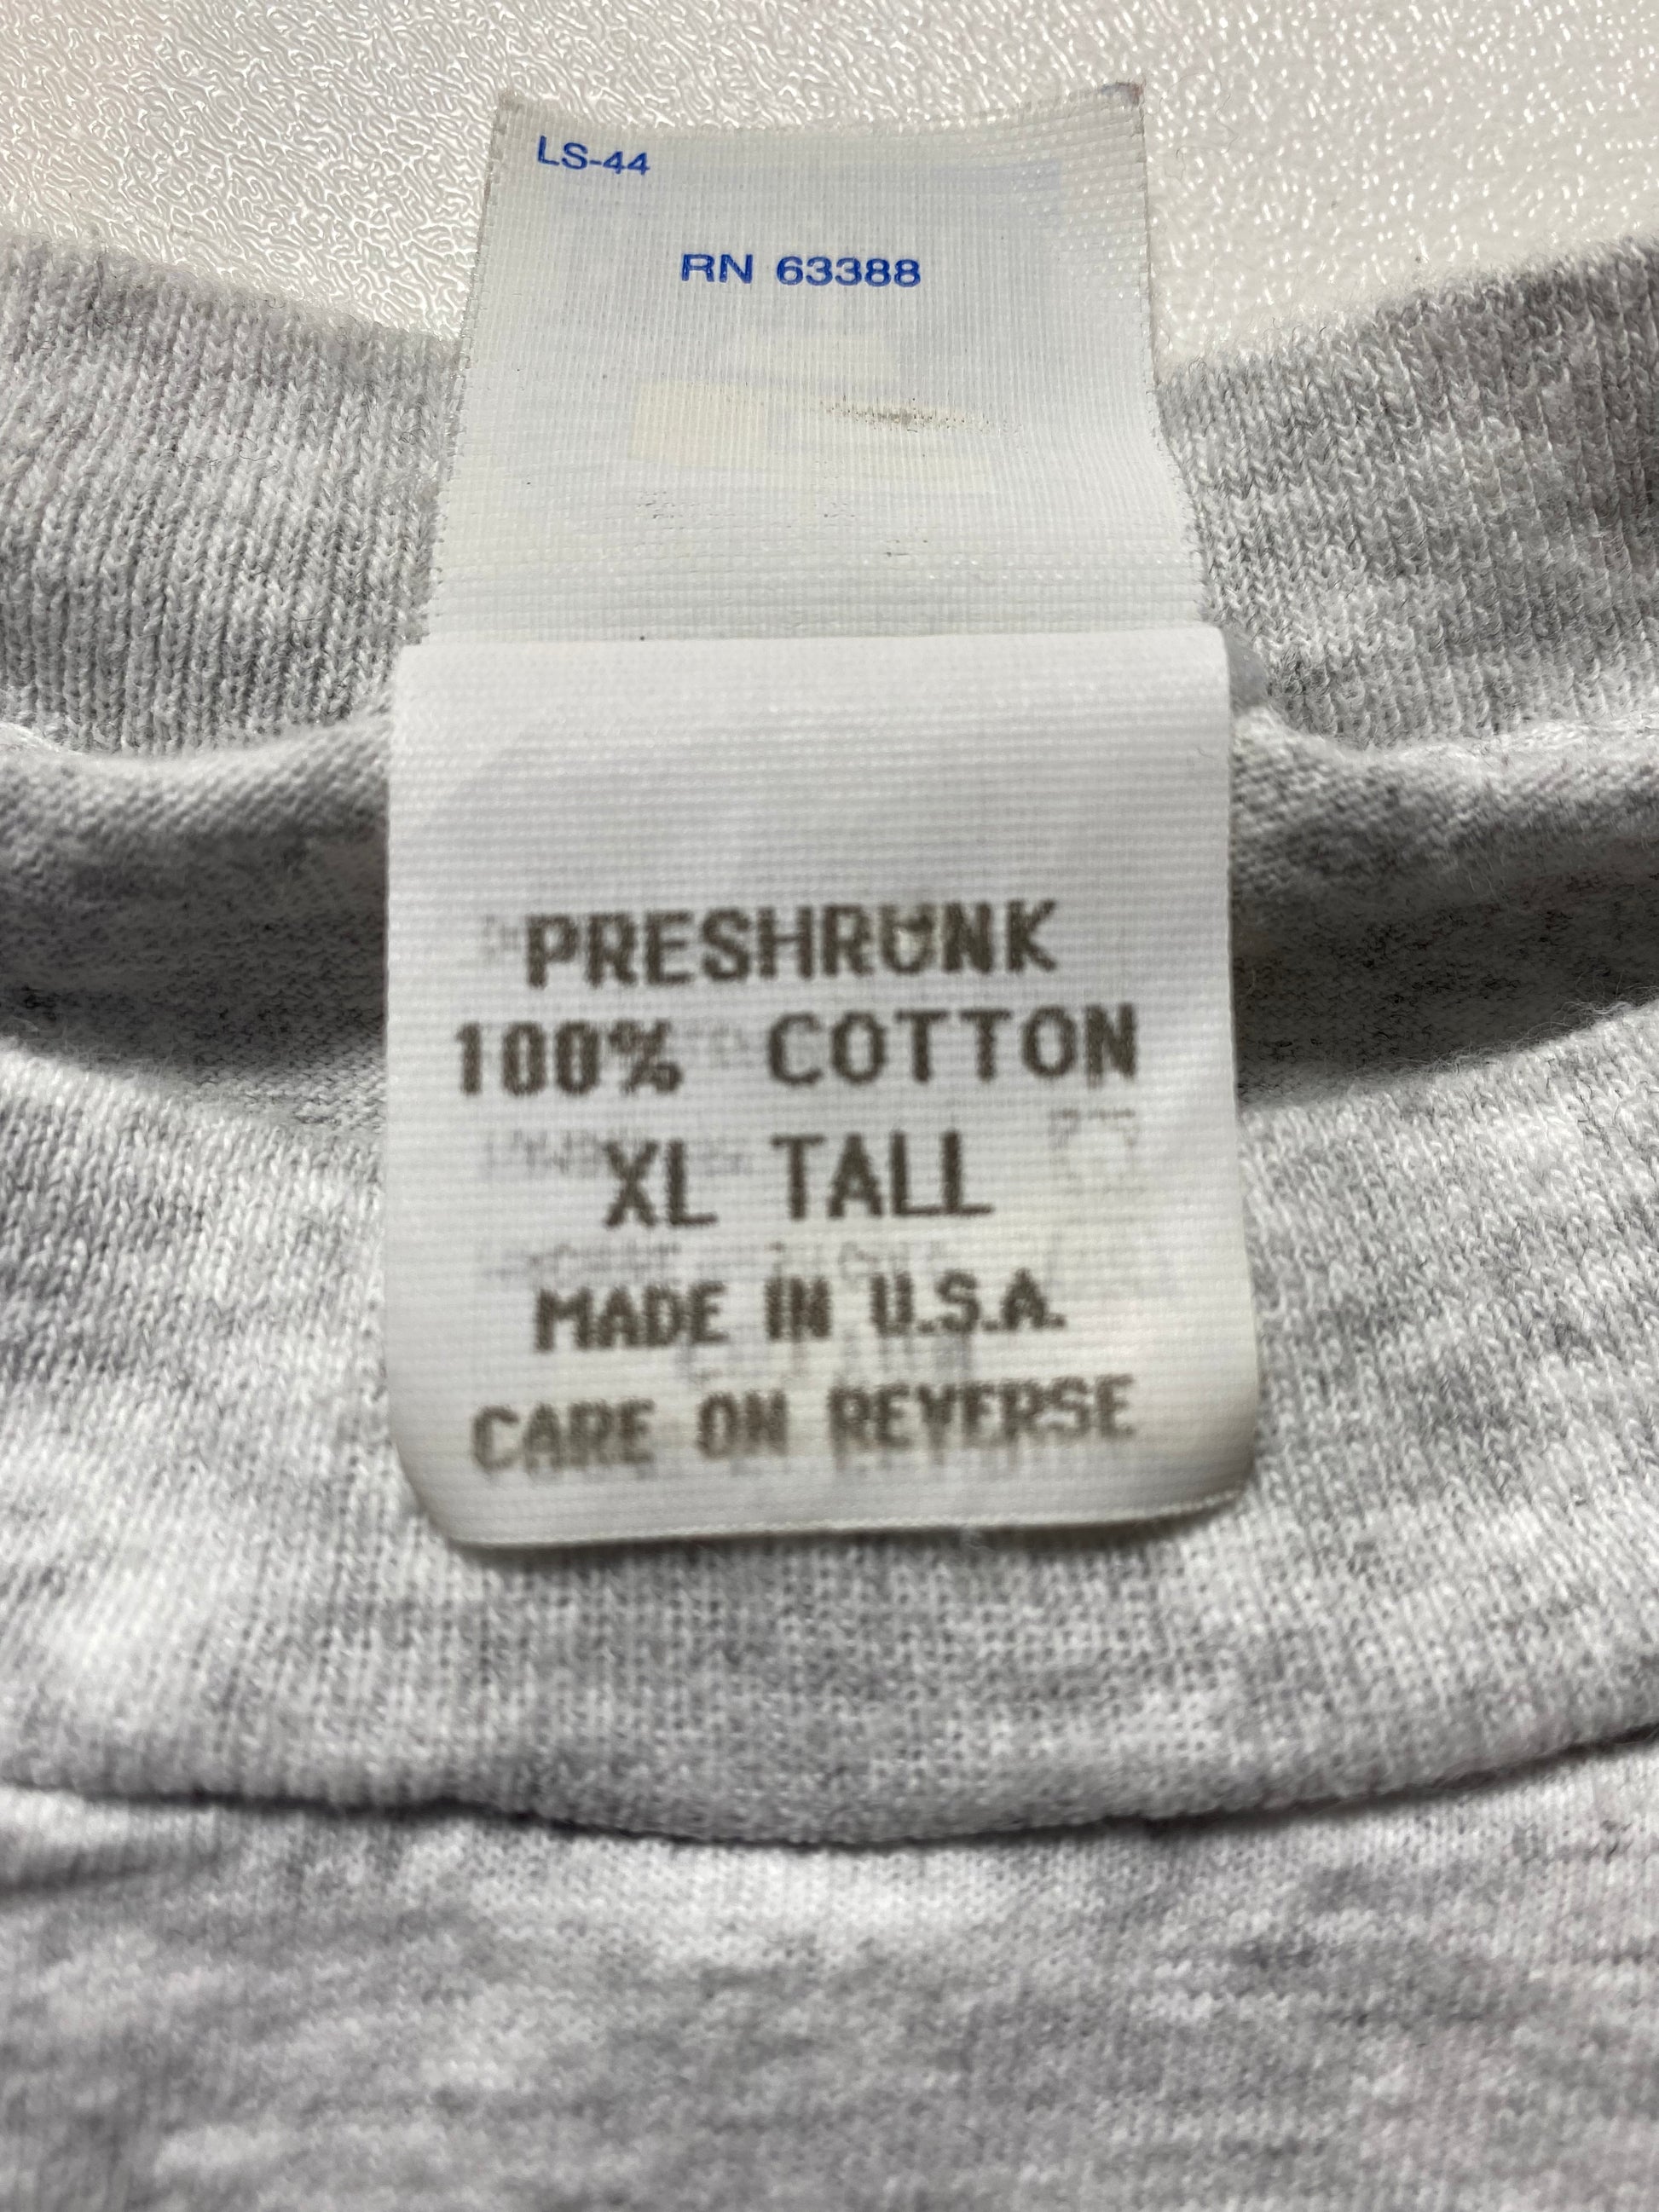 LS-44
RN 63388
PRESHRUNK
100% COTTON
XL TALL
MADE IN U.S.A.
CARE ON REVERSE